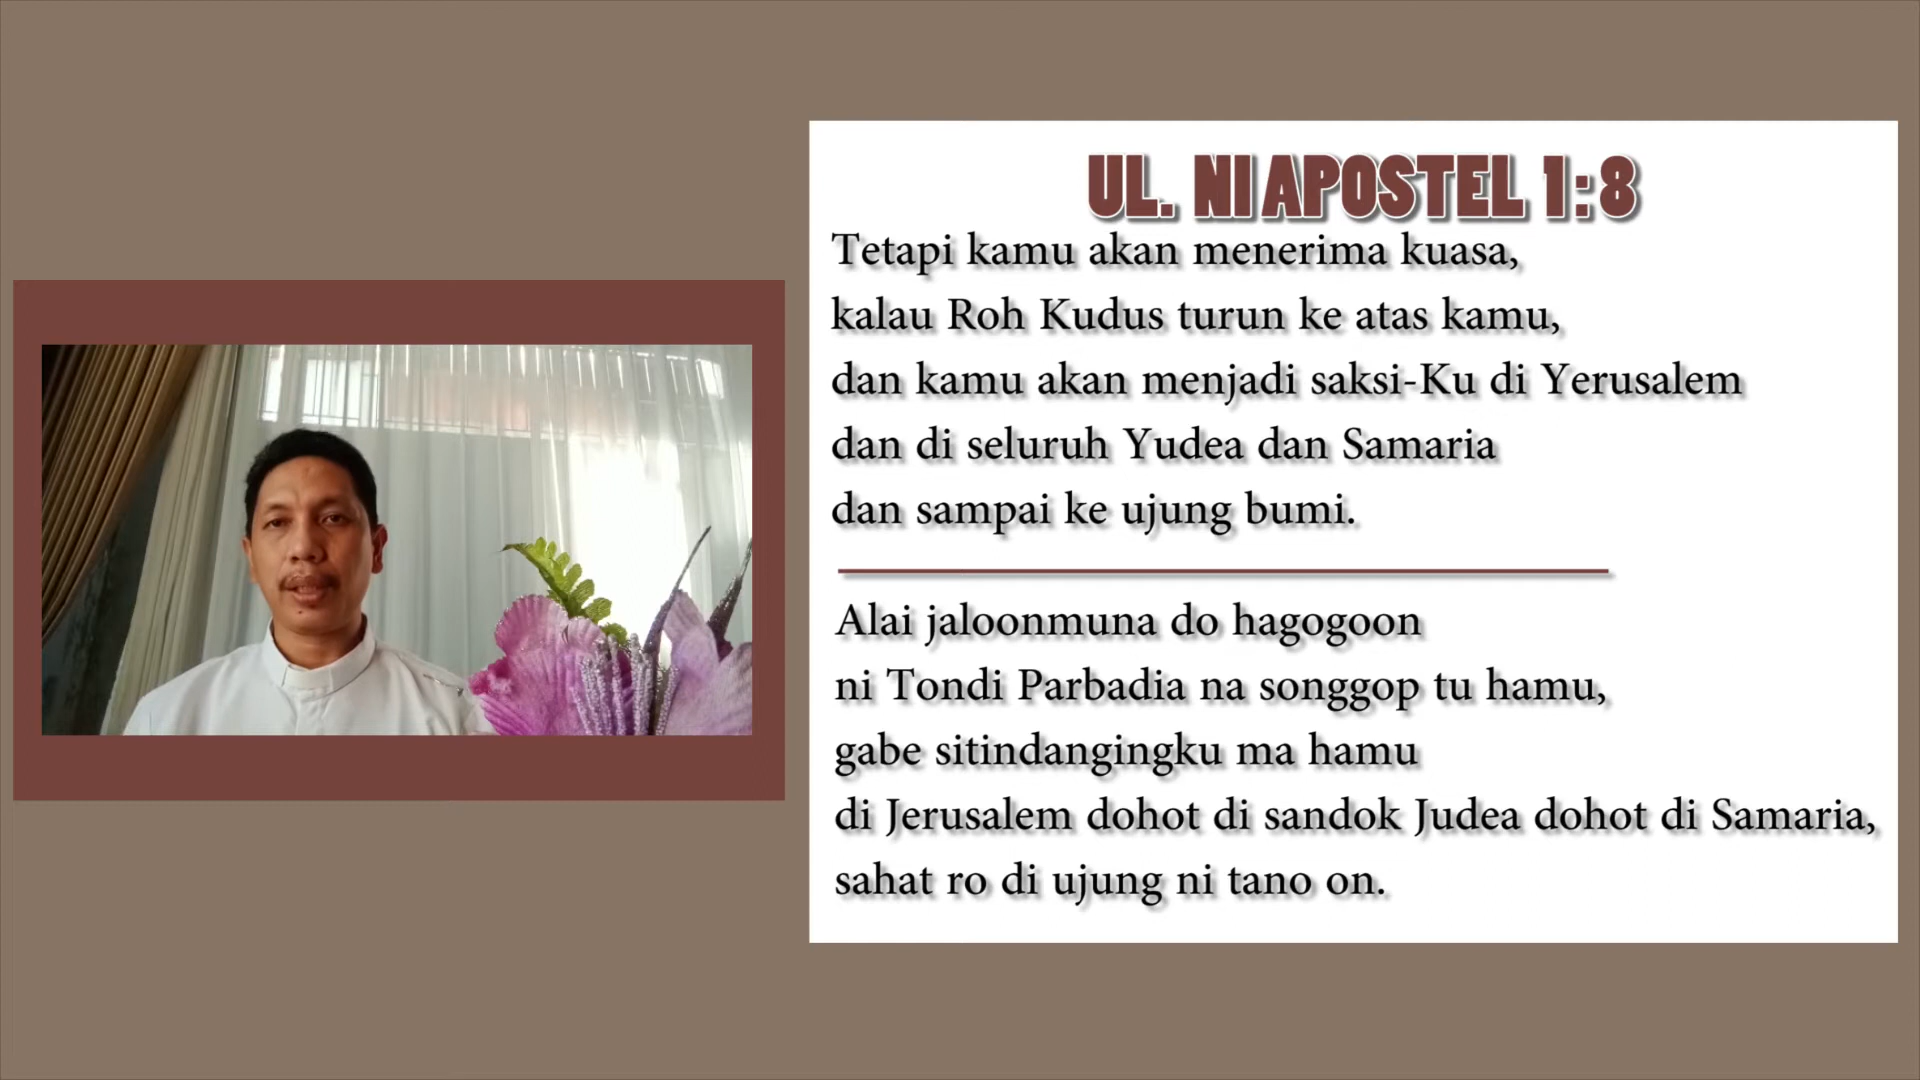 UL. NI APOSTEL 1:8
Tetapi kamu akan menerima kuasa,
kalau Roh Kudus turun ke atas kamu,
dan kamu akan menjadi saksi-Ku di Yerusalem
dan di seluruh Yudea dan Samaria
dan sampai ke ujung bumi.
Alai jaloonmuna do hagogoon
ni Tondi Parbadia na songgop tu hamu,
gabe sitindangingku ma hamu
di Jerusalem dohot di sandok Judea dohot di Samaria,
sahat ro di ujung ni tano on.